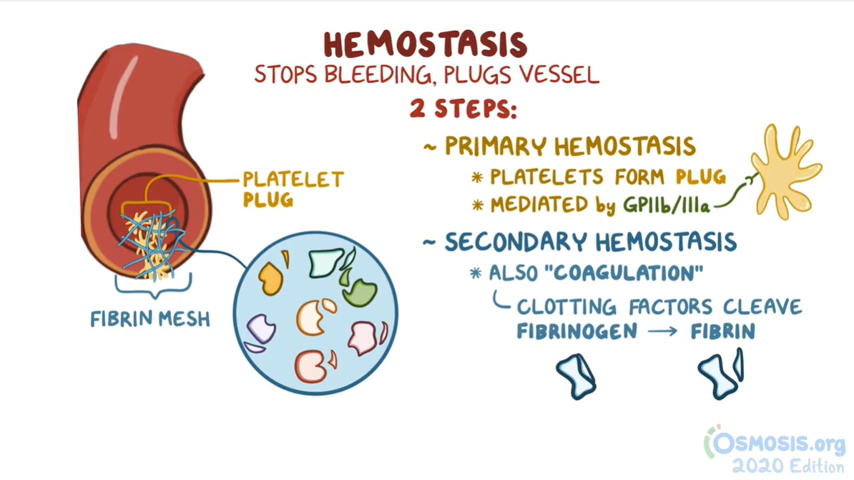 HEMOSTASIS
STOPS BLEEDING, PLUGS VESSEL
2 STEPS:
~ PRIMARY HEMOSTASIS
* PLATELETS FORM PLUG
* MEDIATED by GPIIb/IIIa
~ SECONDARY HEMOSTASIS
* ALSO "COAGULATION"
CLOTTING FACTORS CLEAVE
FIBRINOGEN → FIBRIN
PLATELET
PLUG
FIBRIN MESH
OSMOSIS.org
2020 Edition